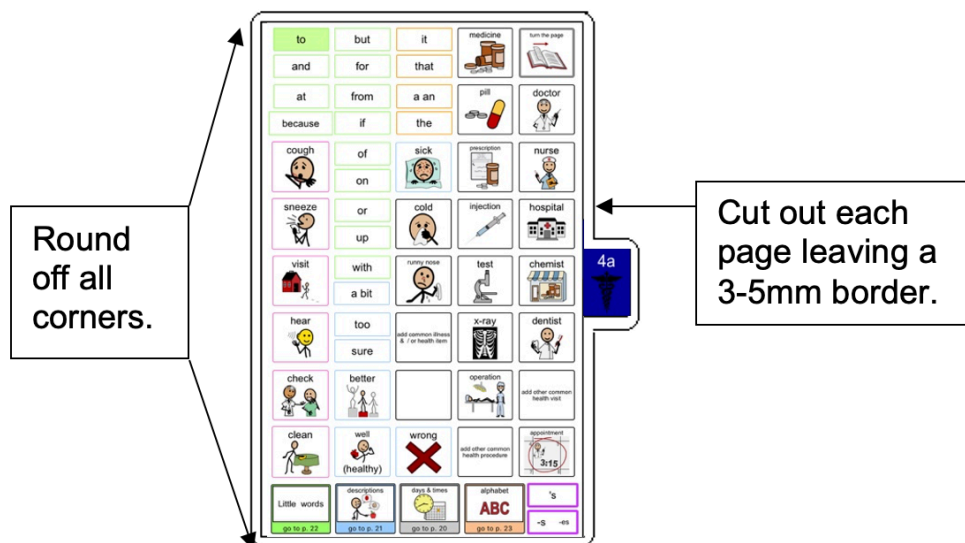 to but it medicine turn the page
and for that
at from a an pill doctor
because if the
cough of sick prescription nurse
on
sneeze or cold injection hospital
up
visit with runny nose test chemist 4a
a bit
hear too add common illness x-ray dentist
sure & / or health item
check better operation add other common
health visit
clean well wrong add other common appointment
(healthy) health procedure 3:15
Little words descriptions days & times alphabet 's
ABC
go to p. 22 go to p. 21 go to p. 20 go to p. 23 -s -es
Round
off all
corners.
Cut out each
page leaving a
3-5mm border.